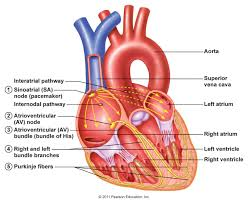 Interatrial pathway
1 Sinoatrial (SA)
node (pacemaker)
Internodal pathway
2 Atrioventricular (AV)
node
3 Atrioventricular (AV)
bundle (bundle of His)
4 Right and left
bundle branches
5 Purkinje fibers
Aorta
Superior
vena cava
Left atrium
Right atrium
Left ventricle
Right ventricle
© 2011 Pearson Education, Inc.